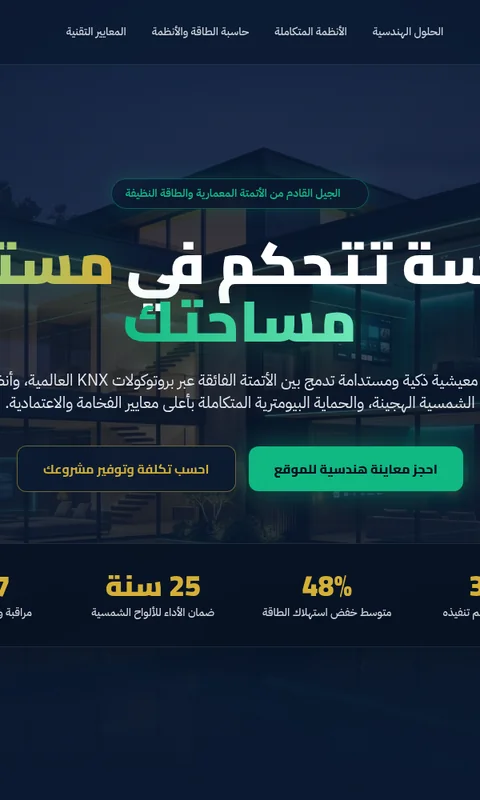 الحلول الهندسية
الأنظمة المتكاملة
حاسبة الطاقة والأنظمة
المعايير التقنية
الجيل القادم من الأتمتة المعمارية والطاقة النظيفة
تتحكم في
مساحتك
معيشية ذكية ومستدامة تدمج بين الأتمتة الفائقة عبر بروتوكولات KNX العالمية،
الشمسية الهجينة، والحماية البيومترية المتكاملة بأعلى معايير الفخامة والاعتمادية.
احجز معاينة هندسية للموقع
احسب تكلفة وتوفير مشروعك
تنفيذه
48%
متوسط خفض استهلاك الطاقة
25 سنة
ضمان الأداء للألواح الشمسية
7
مراقبة